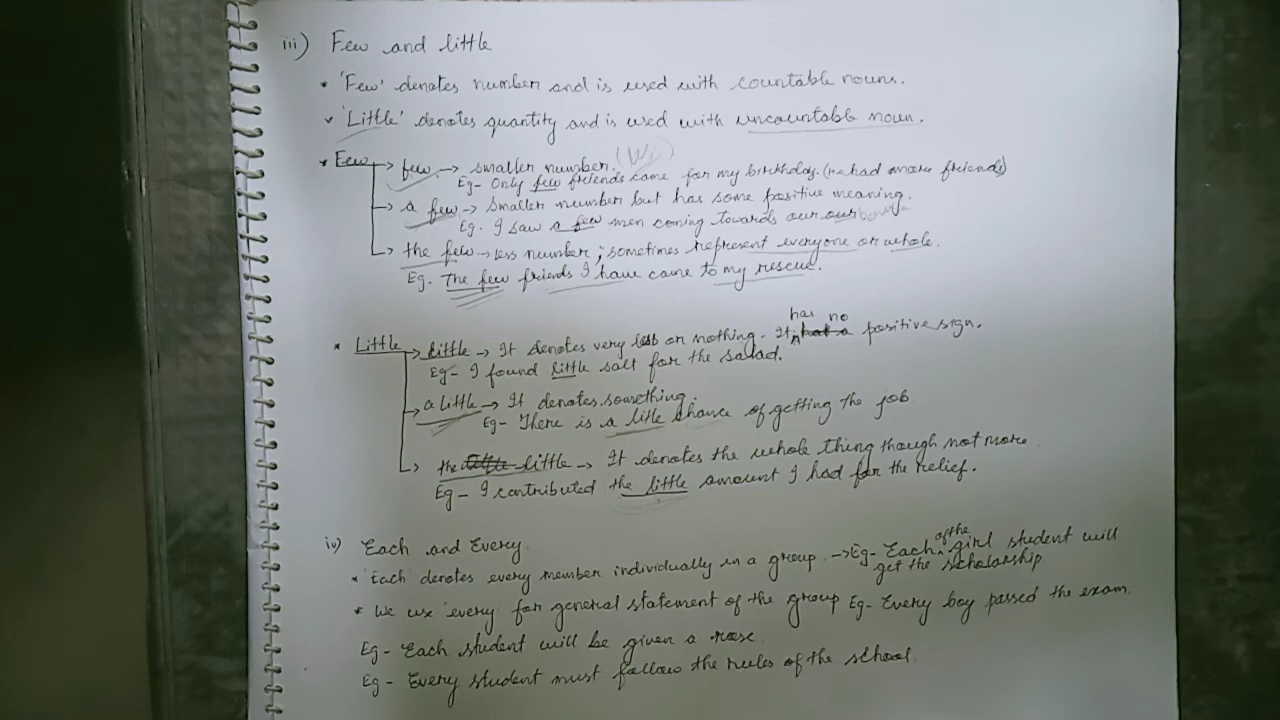 iii) Few and little
* 'Few' denotes number and is used with countable nouns.
* 'Little' denotes quantity and is used with uncountable noun.
* Few → few → smaller number.
Eg- Only few friends came for my birthday. (he had more friends)
→ a few → smaller number but has some positive meaning.
Eg. I saw a few men coming towards our our
→ the few → less number; sometimes represent everyone or whole.
Eg. The few friends I have came to my rescue.
has no
* Little → little → It denotes very less or nothing. It positive sign.
Eg- I found little salt for the salad.
→ a little → It denotes something.
Eg- There is a little chance of getting the job
→ the little → It denotes the whole thing though not more
Eg- I contributed the little amount I had for the relief.
iv) Each and Every
* 'Each' denotes every member individually in a group. → Eg- Each of the girl student will
get the scholarship
* We use 'every' for general statement of the group Eg- Every boy passed the exam.
Eg- Each student will be given a rose
Eg- Every student must follow the rules of the school.